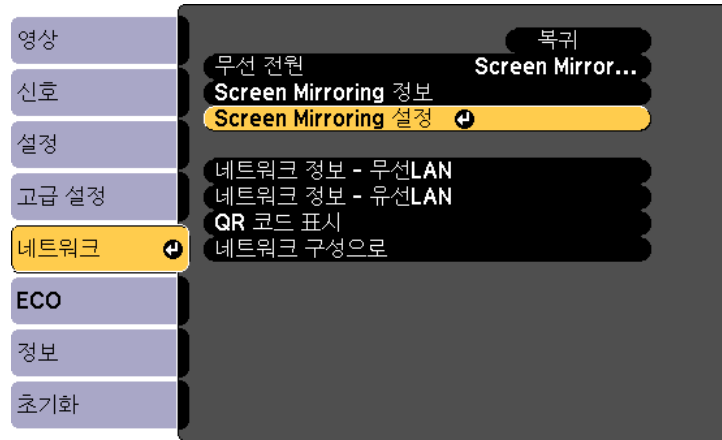 영상
신호
설정
고급 설정
네트워크
ECO
정보
초기화
복귀
무선 전원 Screen Mirror...
Screen Mirroring 정보
Screen Mirroring 설정
네트워크 정보 - 무선LAN
네트워크 정보 - 유선LAN
QR 코드 표시
네트워크 구성으로